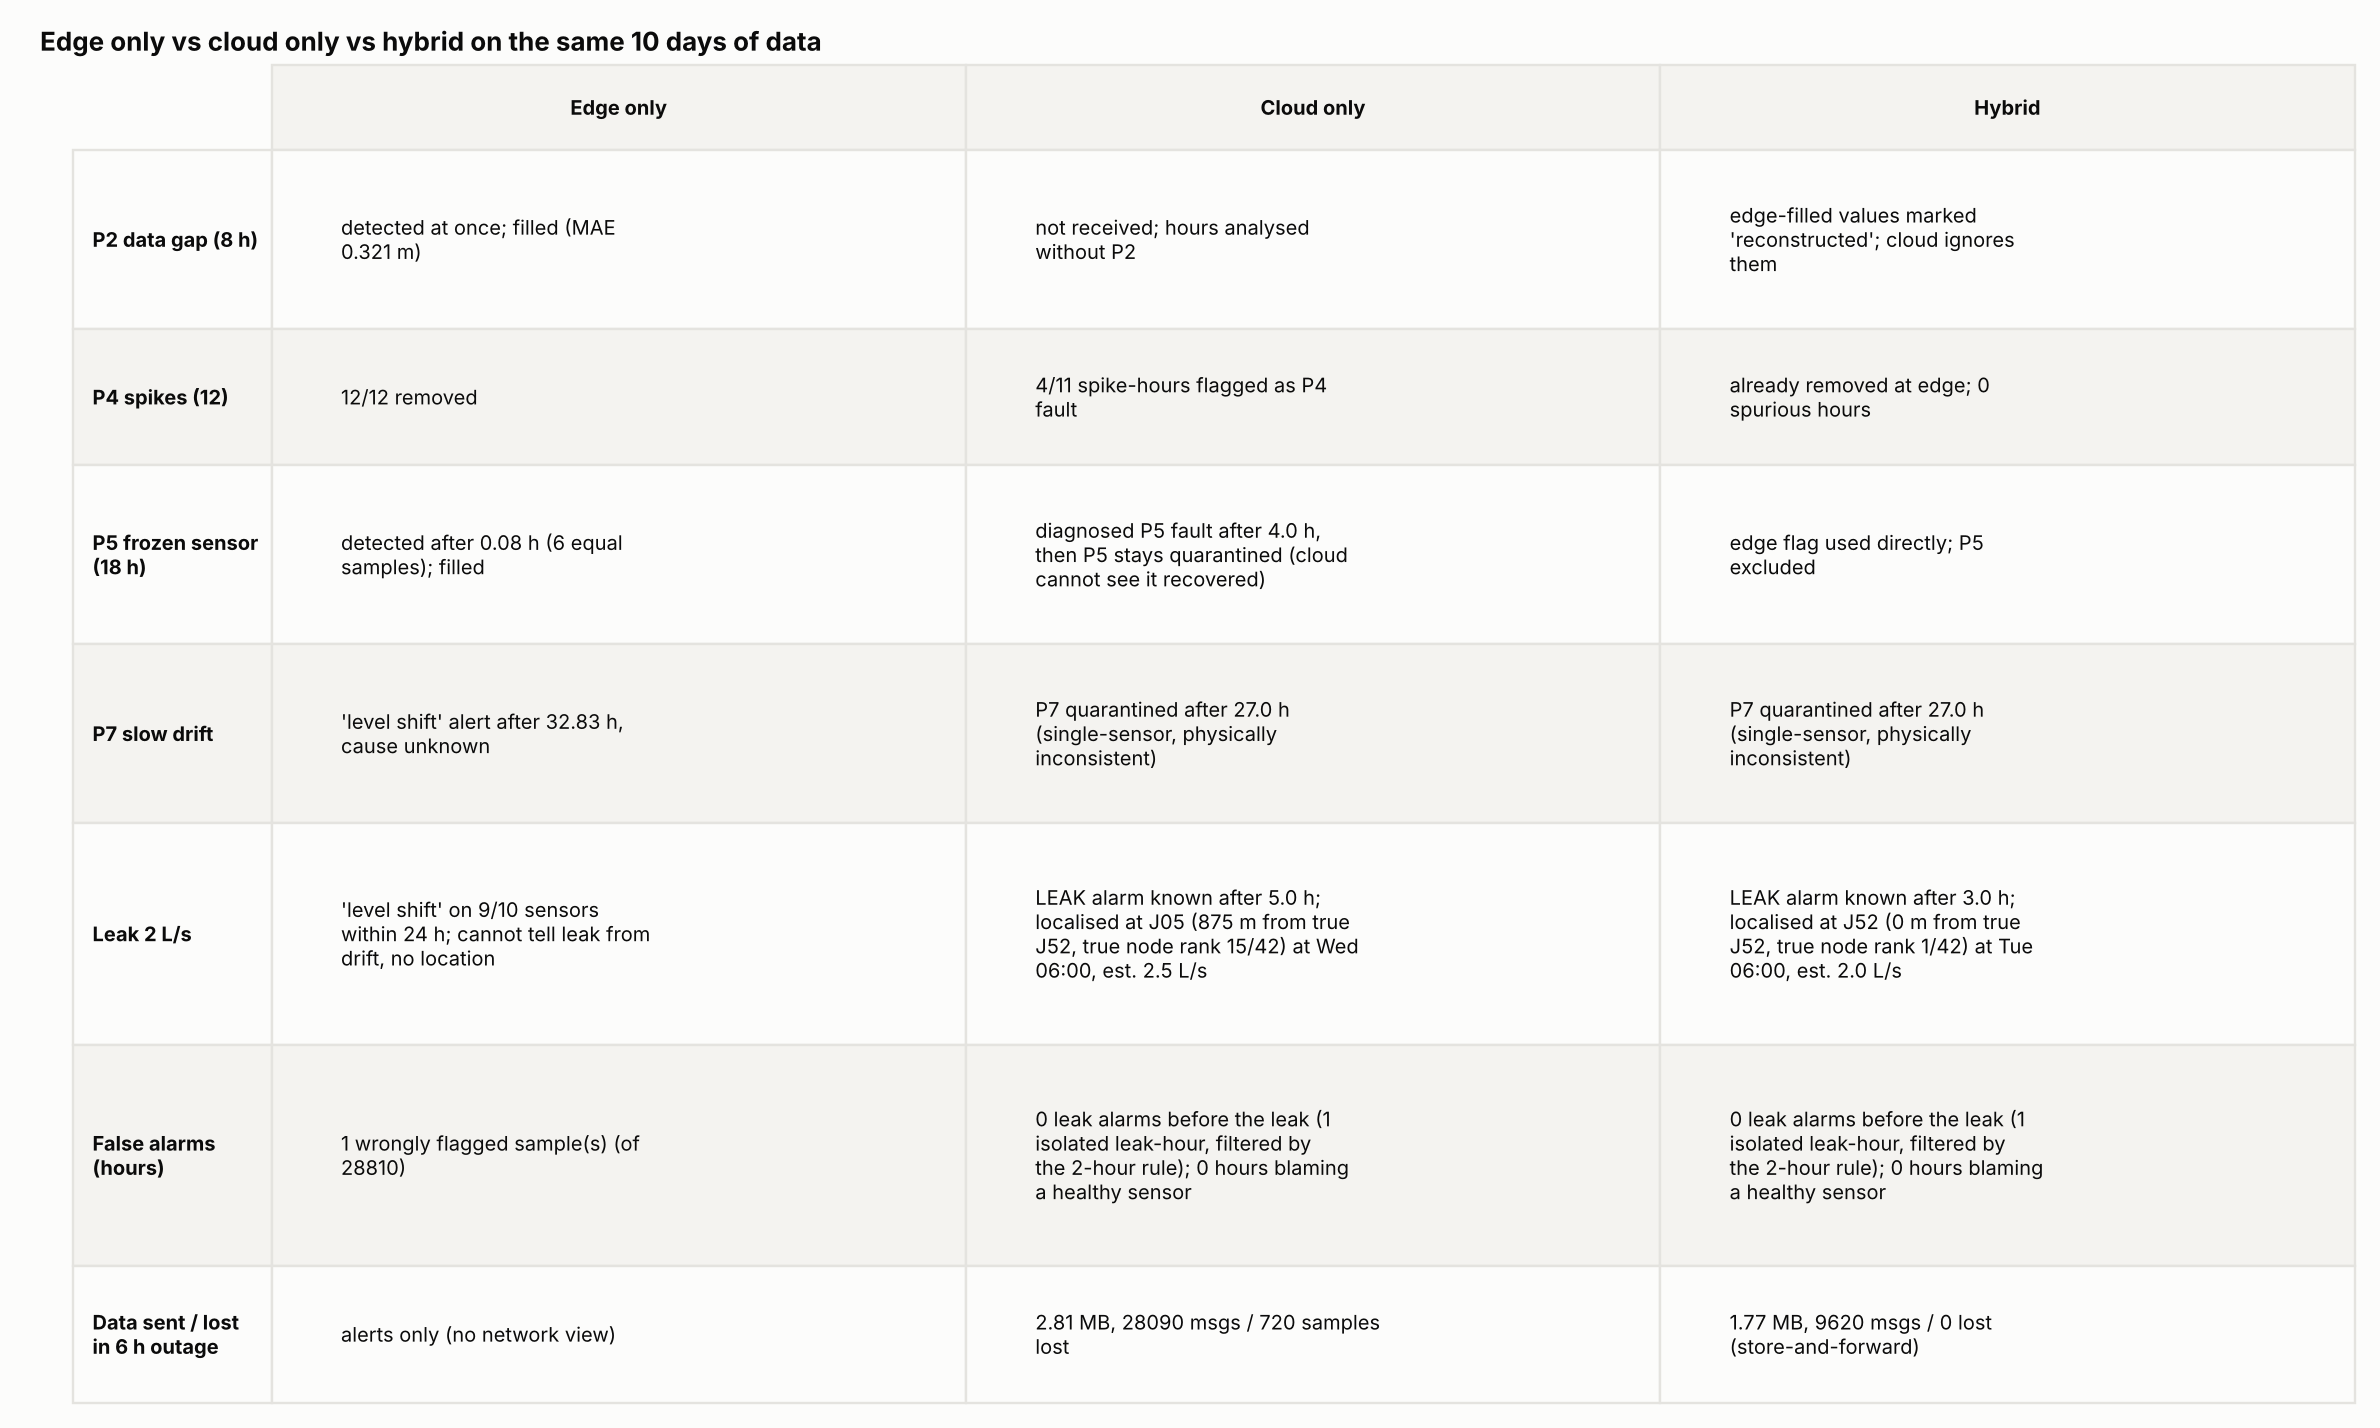 Edge only vs cloud only vs hybrid on the same 10 days of data
Edge only
Cloud only
Hybrid
P2 data gap (8 h)
detected at once; filled (MAE
0.321 m)
not received; hours analysed
without P2
edge-filled values marked
'reconstructed'; cloud ignores
them
P4 spikes (12)
12/12 removed
4/11 spike-hours flagged as P4
fault
already removed at edge; 0
spurious hours
P5 frozen sensor
(18 h)
detected after 0.08 h (6 equal
samples); filled
diagnosed P5 fault after 4.0 h,
then P5 stays quarantined (cloud
cannot see it recovered)
edge flag used directly; P5
excluded
P7 slow drift
'level shift' alert after 32.83 h,
cause unknown
P7 quarantined after 27.0 h
(single-sensor, physically
inconsistent)
P7 quarantined after 27.0 h
(single-sensor, physically
inconsistent)
Leak 2 L/s
'level shift' on 9/10 sensors
within 24 h; cannot tell leak from
drift, no location
LEAK alarm known after 5.0 h;
localised at J05 (875 m from true
J52, true node rank 15/42) at Wed
06:00, est. 2.5 L/s
LEAK alarm known after 3.0 h;
localised at J52 (0 m from true
J52, true node rank 1/42) at Tue
06:00, est. 2.0 L/s
False alarms
(hours)
1 wrongly flagged sample(s) (of
28810)
0 leak alarms before the leak (1
isolated leak-hour, filtered by
the 2-hour rule); 0 hours blaming
a healthy sensor
0 leak alarms before the leak (1
isolated leak-hour, filtered by
the 2-hour rule); 0 hours blaming
a healthy sensor
Data sent / lost
in 6 h outage
alerts only (no network view)
2.81 MB, 28090 msgs / 720 samples
lost
1.77 MB, 9620 msgs / 0 lost
(store-and-forward)